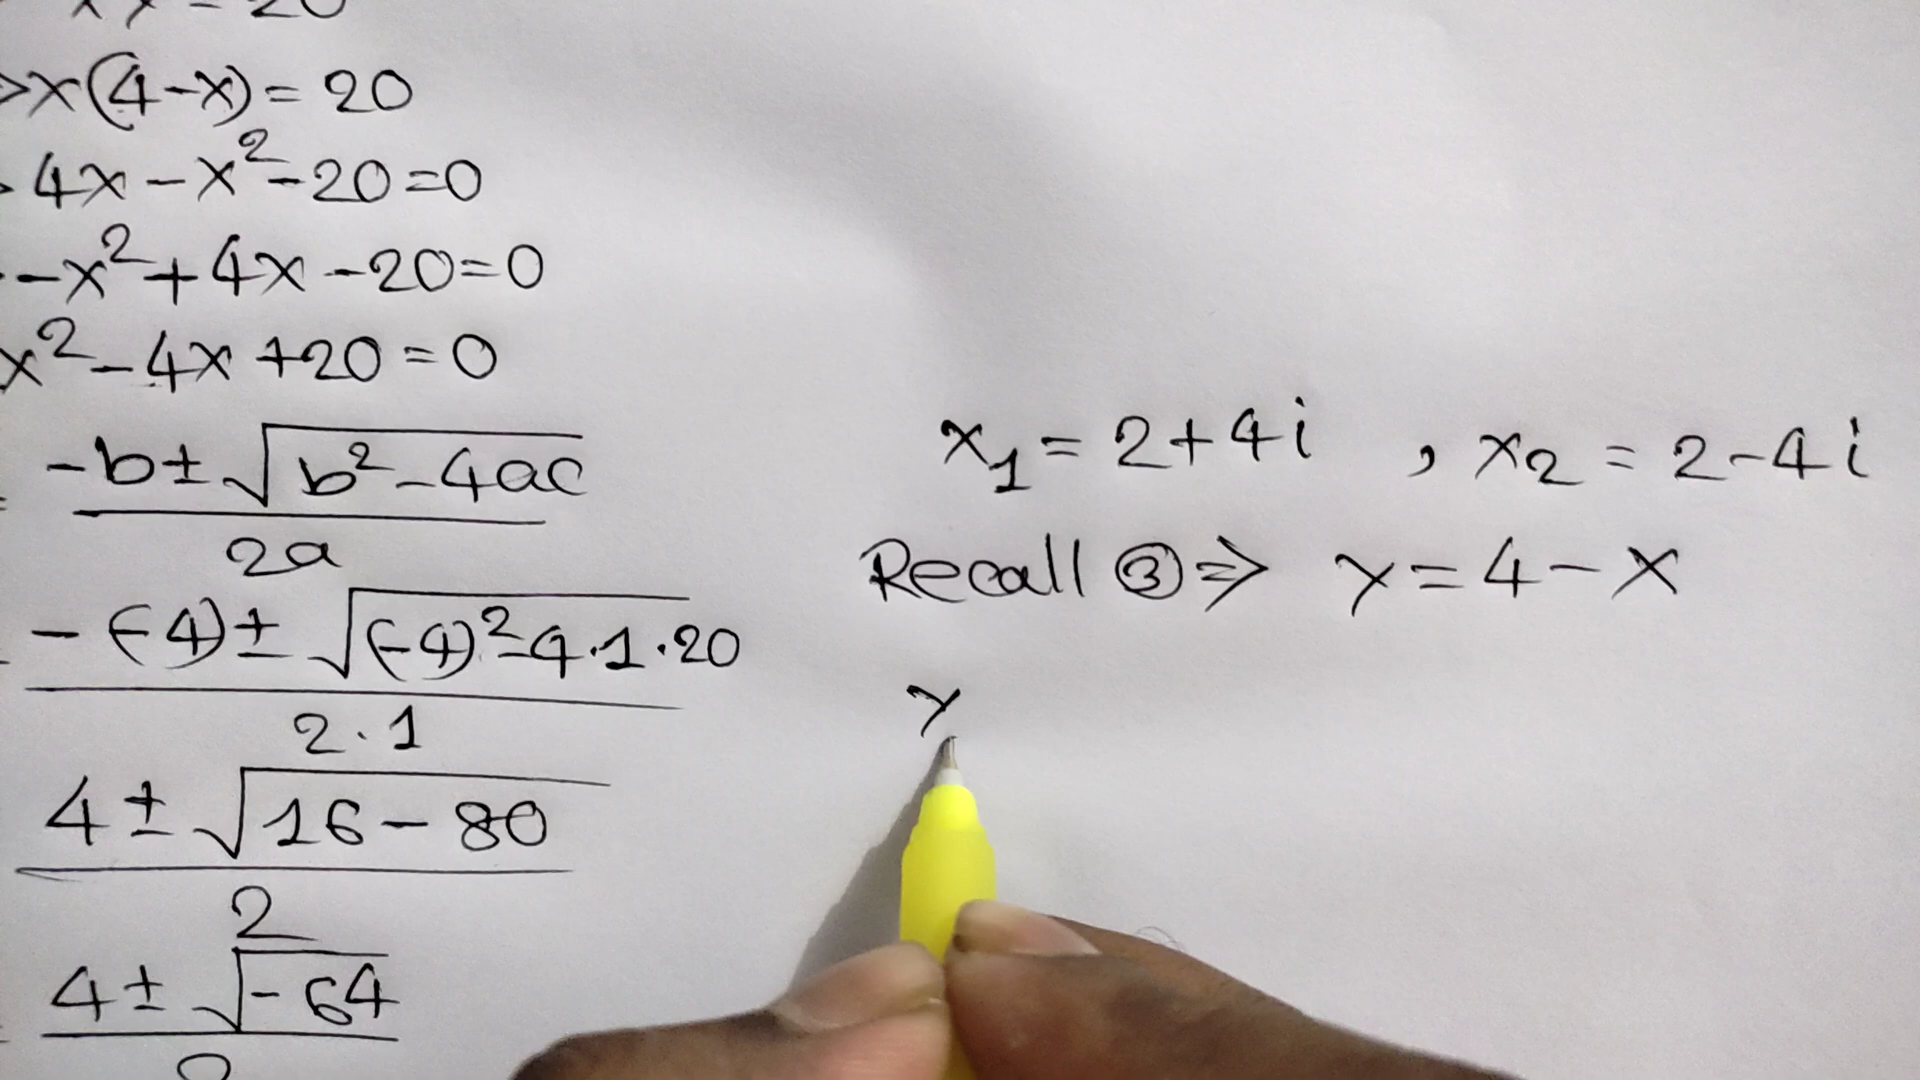 xy = 20
⇒x(4-x) = 20
4x - x² - 20 = 0
-x² + 4x - 20 = 0
x² - 4x + 20 = 0
-b ± √(b² - 4ac)
2a
-(-4) ± √((-4)² - 4·1·20)
2·1
4 ± √(16 - 80)
2
4 ± √(-64)
x₁ = 2+4i , x₂ = 2-4i
Recall ③ ⇒ y = 4 - x
y